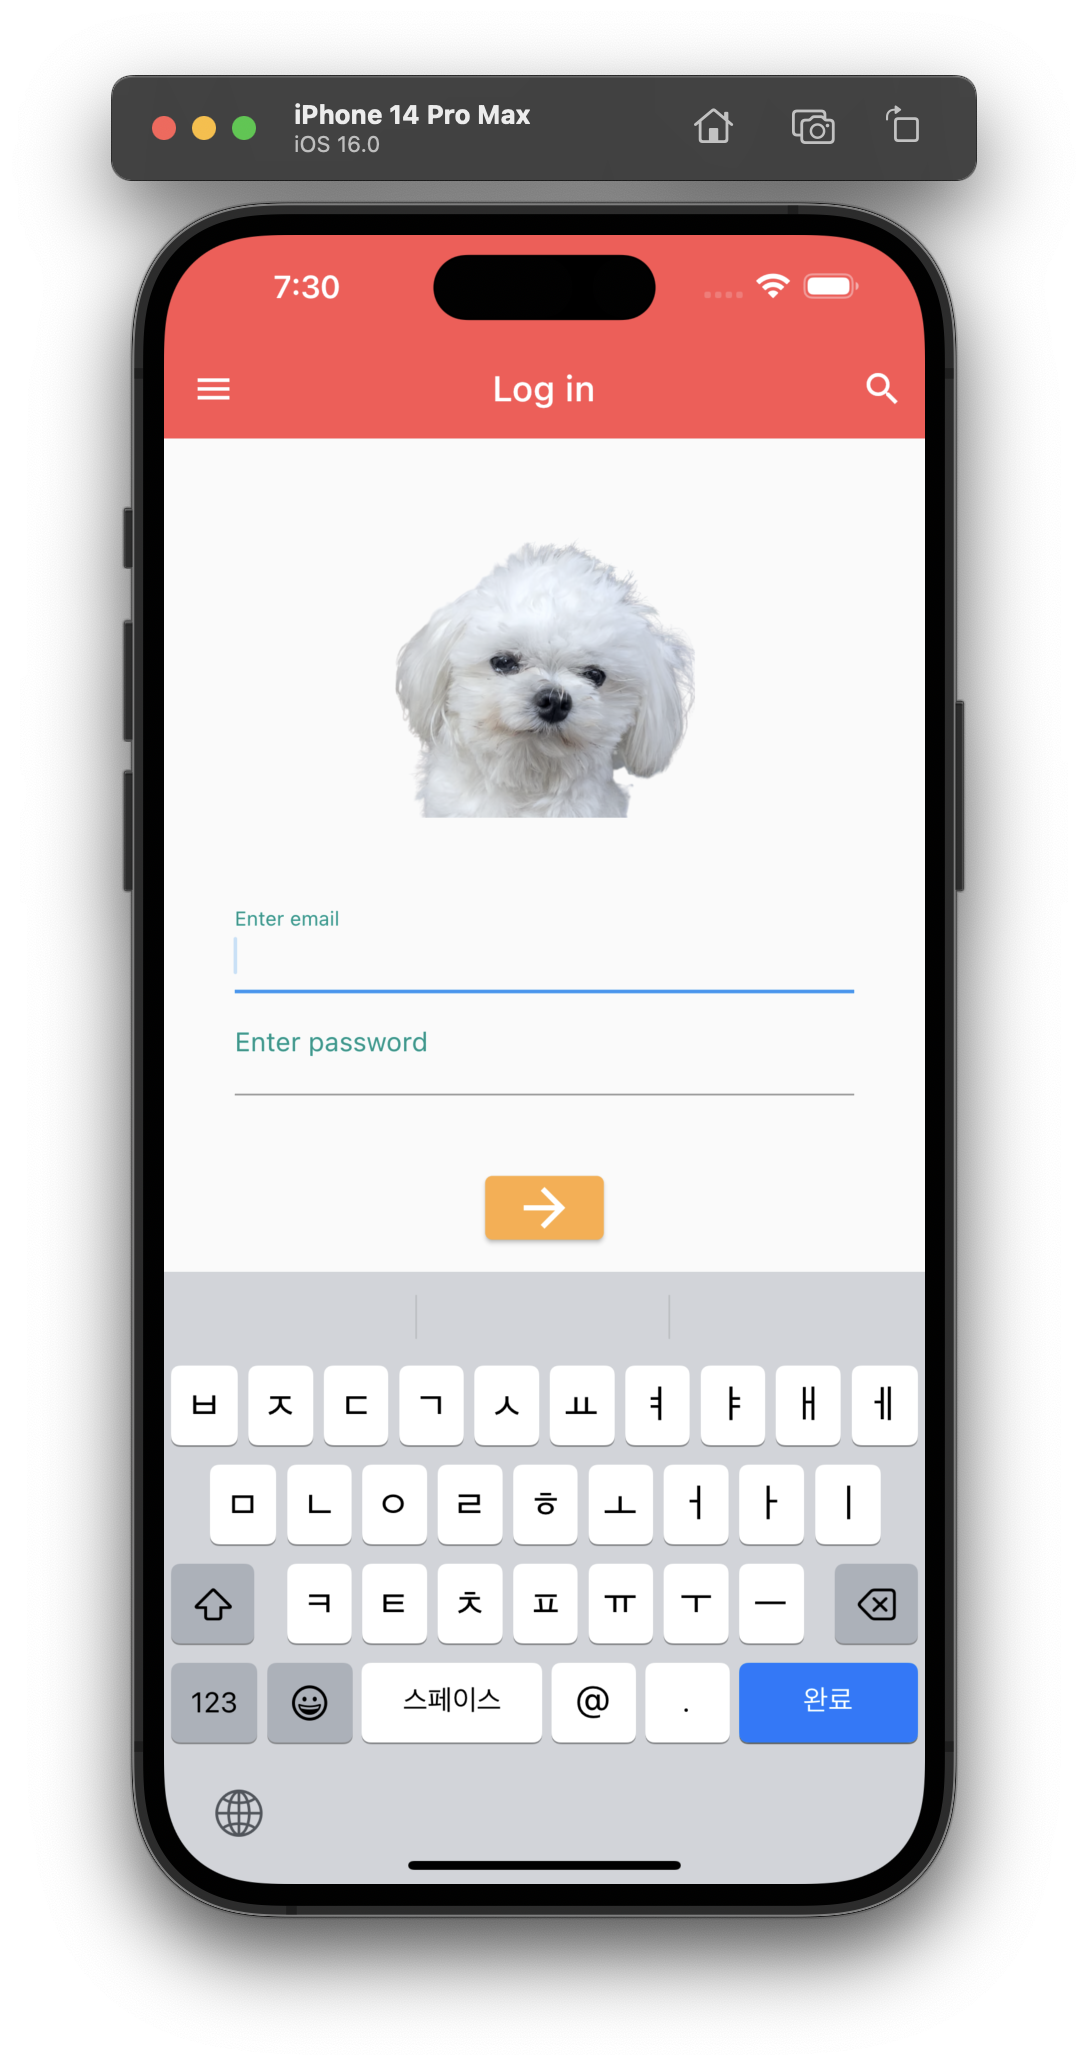 iPhone 14 Pro Max
iOS 16.0
7:30
Log in
Enter email
Enter password
ㅂ ㅈ ㄷ ㄱ ㅅ ㅛ ㅕ ㅑ ㅐ ㅔ
ㅁ ㄴ ㅇ ㄹ ㅎ ㅗ ㅓ ㅏ ㅣ
ㅋ ㅌ ㅊ ㅍ ㅠ ㅜ ㅡ
123 스페이스 @ . 완료